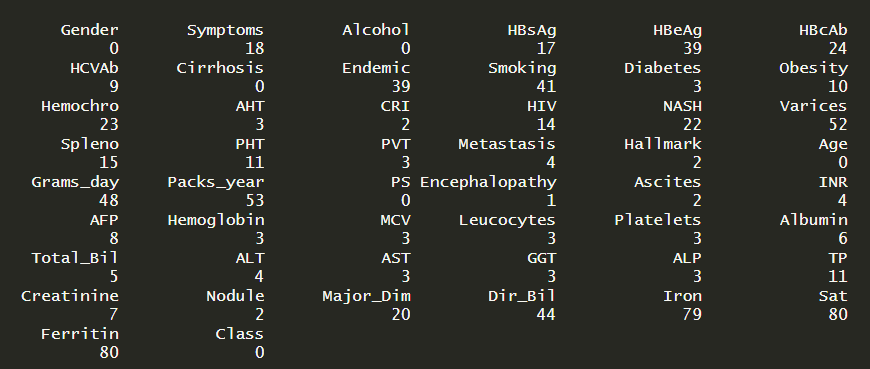 Gender Symptoms Alcohol HBsAg HBeAg HBcAb
0 18 0 17 39 24
HCVAb Cirrhosis Endemic Smoking Diabetes Obesity
9 0 39 41 3 10
Hemochro AHT CRI HIV NASH Varices
23 3 2 14 22 52
Spleno PHT PVT Metastasis Hallmark Age
15 11 3 4 2 0
Grams_day Packs_year PS Encephalopathy Ascites INR
48 53 0 1 2 4
AFP Hemoglobin MCV Leucocytes Platelets Albumin
8 3 3 3 3 6
Total_Bil ALT AST GGT ALP TP
5 4 3 3 3 11
Creatinine Nodule Major_Dim Dir_Bil Iron Sat
7 2 20 44 79 80
Ferritin Class
80 0